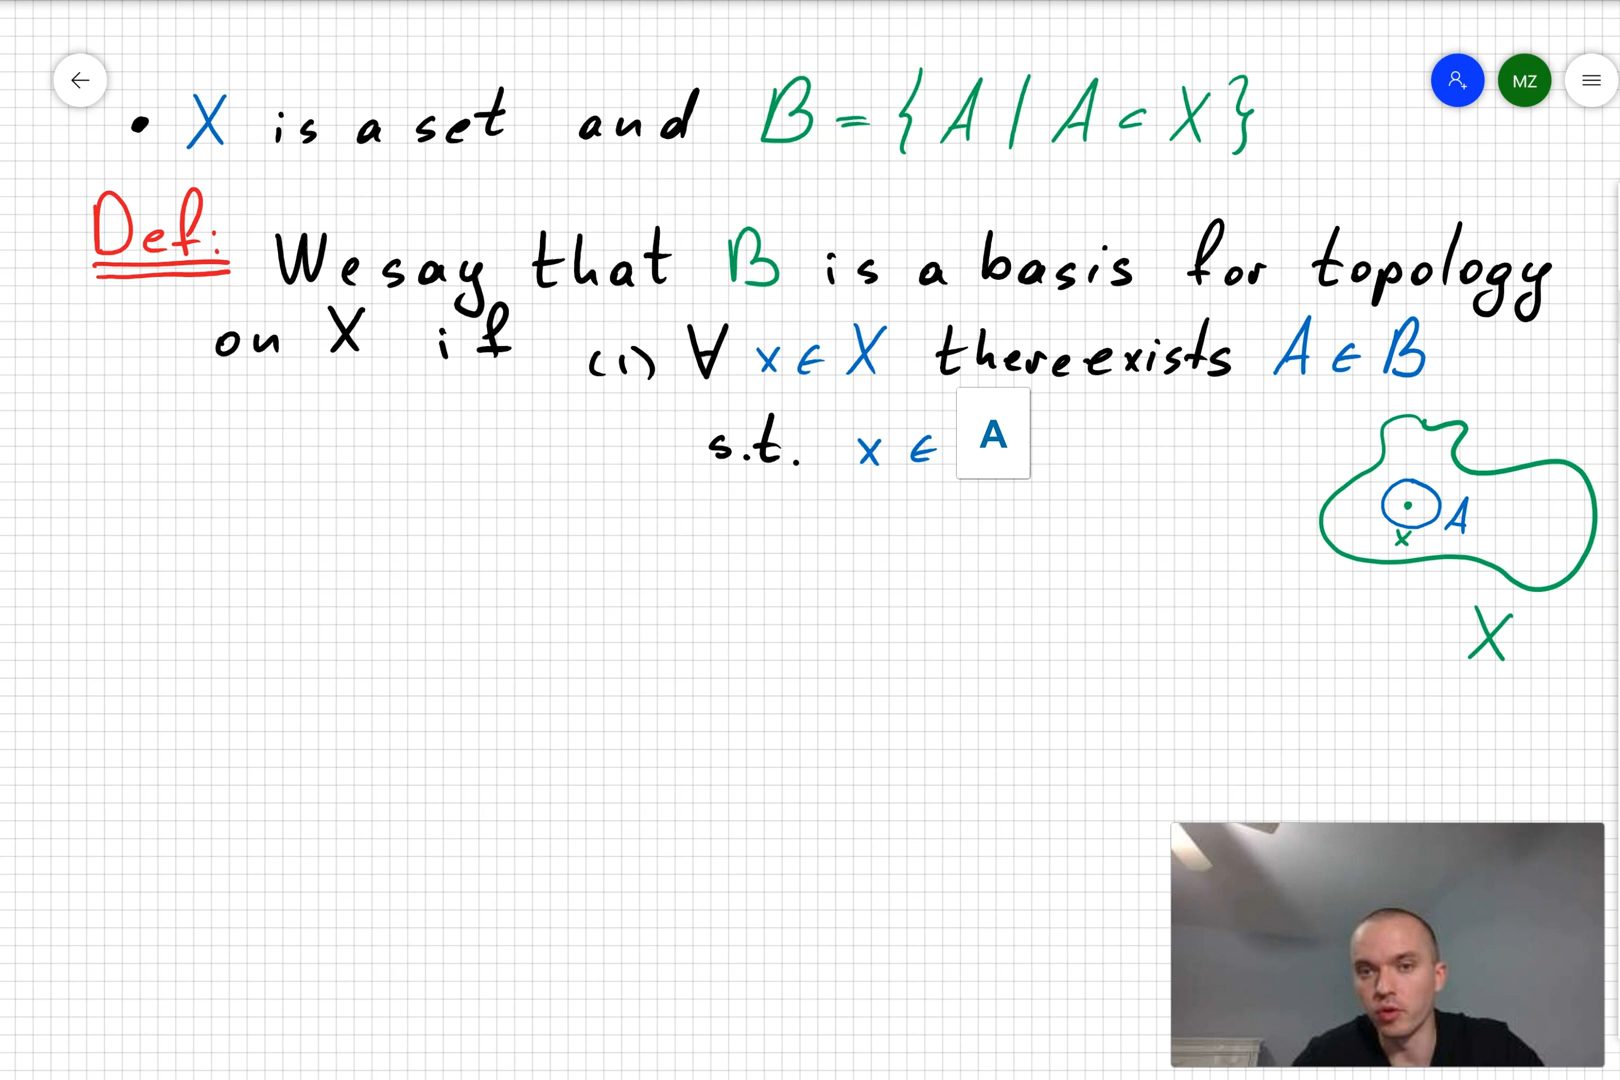 • X is a set and B = { A | A ⊂ X }
MZ
Def: We say that B is a basis for topology
on X if (1) ∀ x ∈ X there exists A ∈ B
s.t. x ∈ A
A
x
X